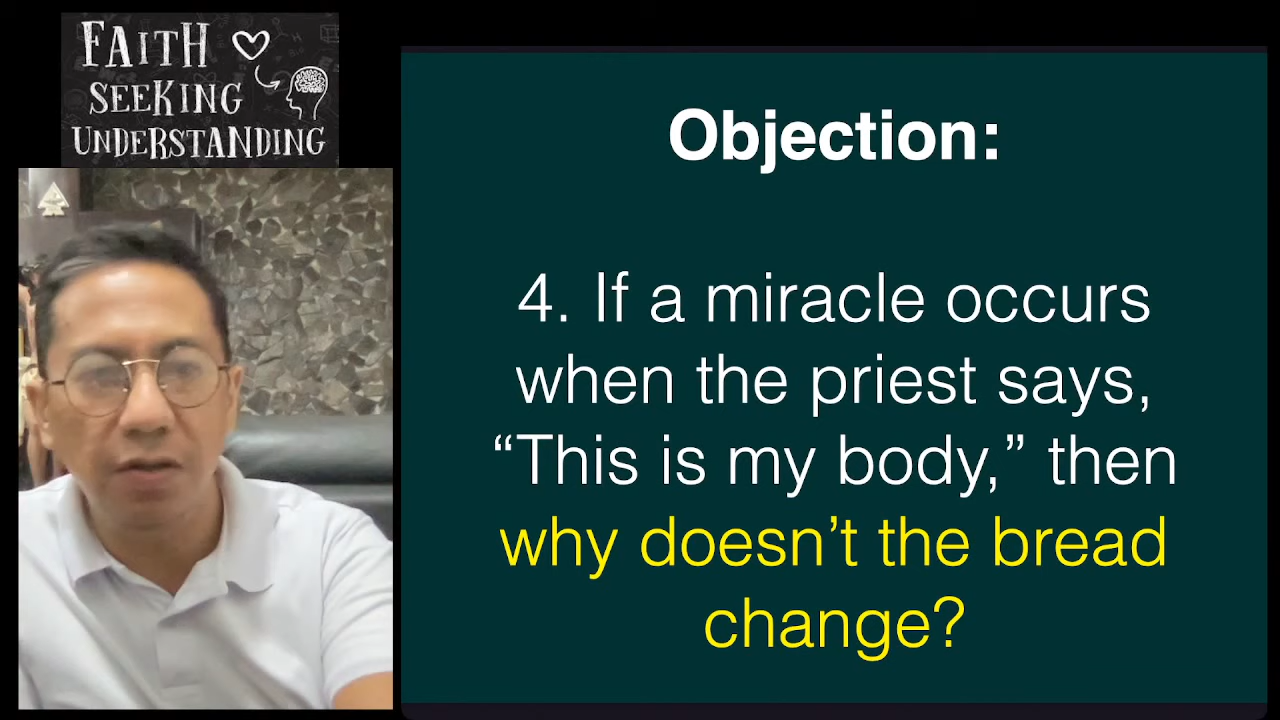 FAITH
SEEKING
UNDERSTANDING
Objection:
4. If a miracle occurs
when the priest says,
“This is my body,” then
why doesn’t the bread
change?